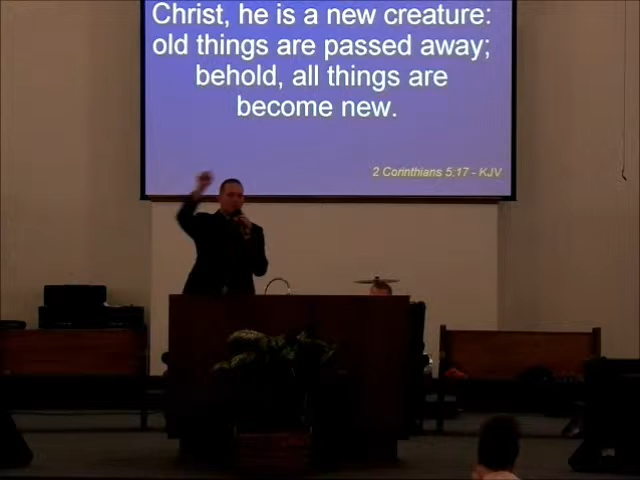 Christ, he is a new creature:
old things are passed away;
behold, all things are
become new.
2 Corinthians 5:17 - KJV